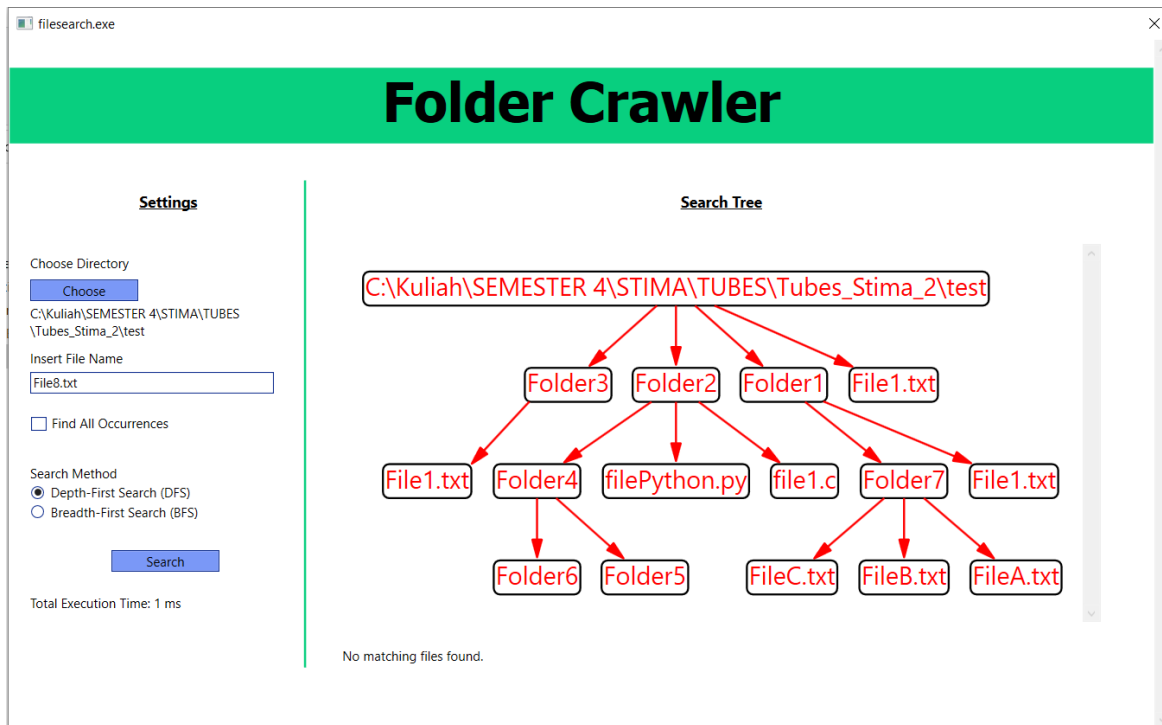 filesearch.exe
Folder Crawler
Settings
Choose Directory
Choose
C:\Kuliah\SEMESTER 4\STIMA\TUBES
\Tubes_Stima_2\test
Insert File Name
File8.txt
Find All Occurrences
Search Method
Depth-First Search (DFS)
Breadth-First Search (BFS)
Search
Total Execution Time: 1 ms
Search Tree
C:\Kuliah\SEMESTER 4\STIMA\TUBES\Tubes_Stima_2\test
Folder3 Folder2 Folder1 File1.txt
File1.txt Folder4 filePython.py file1.c Folder7 File1.txt
Folder6 Folder5 FileC.txt FileB.txt FileA.txt
No matching files found.